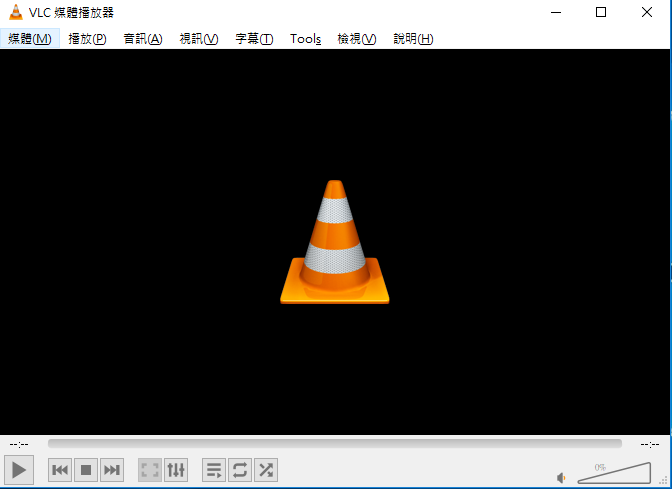 VLC 媒體播放器
媒體(M) 播放(P) 音訊(A) 視訊(V) 字幕(T) Tools 檢視(V) 說明(H)
--:-- --:--
0%